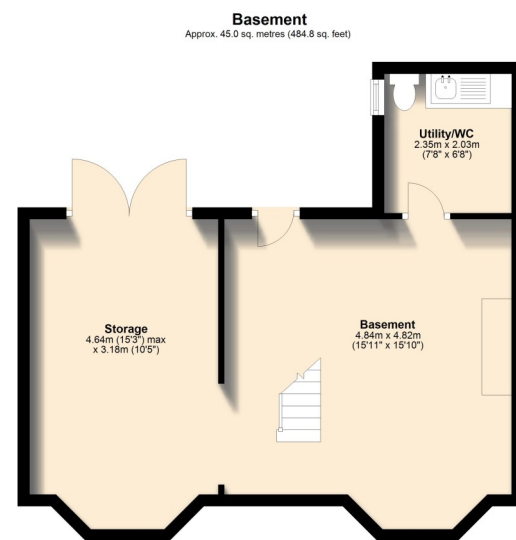 Basement
Approx. 45.0 sq. metres (484.8 sq. feet)
Utility/WC
2.35m x 2.03m
(7'8" x 6'8")
Storage
4.64m (15'3") max
x 3.18m (10'5")
Basement
4.84m x 4.82m
(15'11" x 15'10")